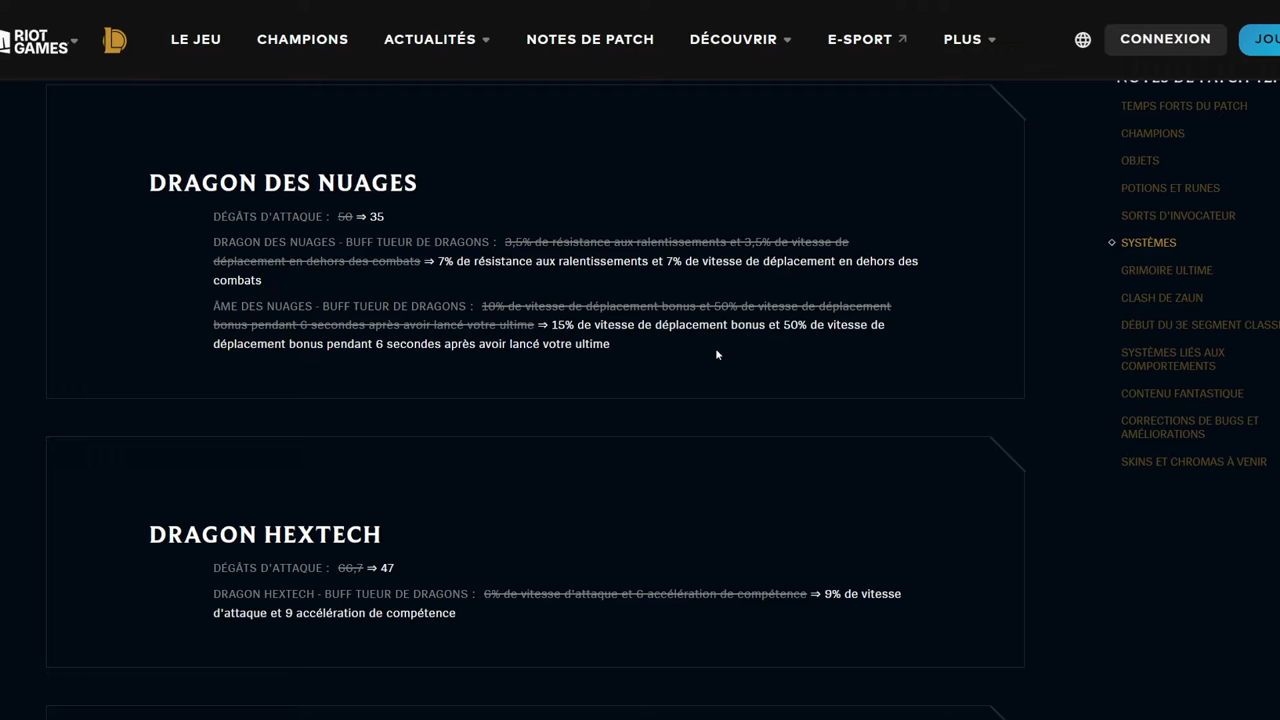 RIOT
GAMES
LE JEU
CHAMPIONS
ACTUALITÉS
NOTES DE PATCH
DÉCOUVRIR
E-SPORT
PLUS
CONNEXION
DRAGON DES NUAGES
DÉGÂTS D'ATTAQUE : 50 ⇒ 35
DRAGON DES NUAGES - BUFF TUEUR DE DRAGONS : 3,5% de résistance aux ralentissements et 3,5% de vitesse de
déplacement en dehors des combats ⇒ 7% de résistance aux ralentissements et 7% de vitesse de déplacement en dehors des
combats
ÂME DES NUAGES - BUFF TUEUR DE DRAGONS : 10% de vitesse de déplacement bonus et 50% de vitesse de déplacement
bonus pendant 6 secondes après avoir lancé votre ultime ⇒ 15% de vitesse de déplacement bonus et 50% de vitesse de
déplacement bonus pendant 6 secondes après avoir lancé votre ultime
DRAGON HEXTECH
DÉGÂTS D'ATTAQUE : 66,7 ⇒ 47
DRAGON HEXTECH - BUFF TUEUR DE DRAGONS : 6% de vitesse d'attaque et 6 accélération de compétence ⇒ 9% de vitesse
d'attaque et 9 accélération de compétence
NOTES DE PATCH
TEMPS FORTS DU PATCH
CHAMPIONS
OBJETS
POTIONS ET RUNES
SORTS D'INVOCATEUR
SYSTÈMES
GRIMOIRE ULTIME
CLASH DE ZAUN
DÉBUT DU 3E SEGMENT CLASSÉ
SYSTÈMES LIÉS AUX
COMPORTEMENTS
CONTENU FANTASTIQUE
CORRECTIONS DE BUGS ET
AMÉLIORATIONS
SKINS ET CHROMAS À VENIR